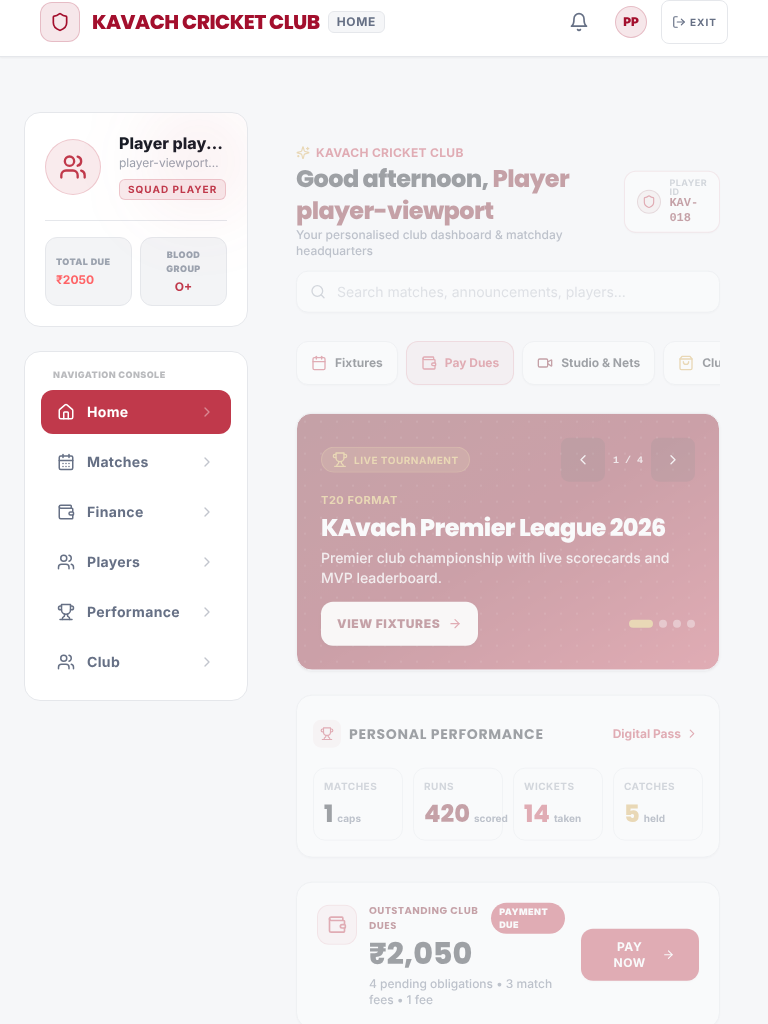 KAVACH CRICKET CLUB HOME
PP
EXIT
Player play...
player-viewport...
SQUAD PLAYER
TOTAL DUE
₹2050
BLOOD
GROUP
O+
NAVIGATION CONSOLE
Home
Matches
Finance
Players
Performance
Club
KAVACH CRICKET CLUB
Good afternoon, Player
player-viewport
Your personalised club dashboard & matchday
headquarters
PLAYER
ID
KAV-
018
Search matches, announcements, players...
Fixtures
Pay Dues
Studio & Nets
Clu
LIVE TOURNAMENT
1 / 4
T20 FORMAT
KAvach Premier League 2026
Premier club championship with live scorecards and
MVP leaderboard.
VIEW FIXTURES
PERSONAL PERFORMANCE
Digital Pass
MATCHES
1 caps
RUNS
420 scored
WICKETS
14 taken
CATCHES
5 held
OUTSTANDING CLUB
DUES
PAYMENT
DUE
₹2,050
4 pending obligations • 3 match
fees • 1 fee
PAY
NOW